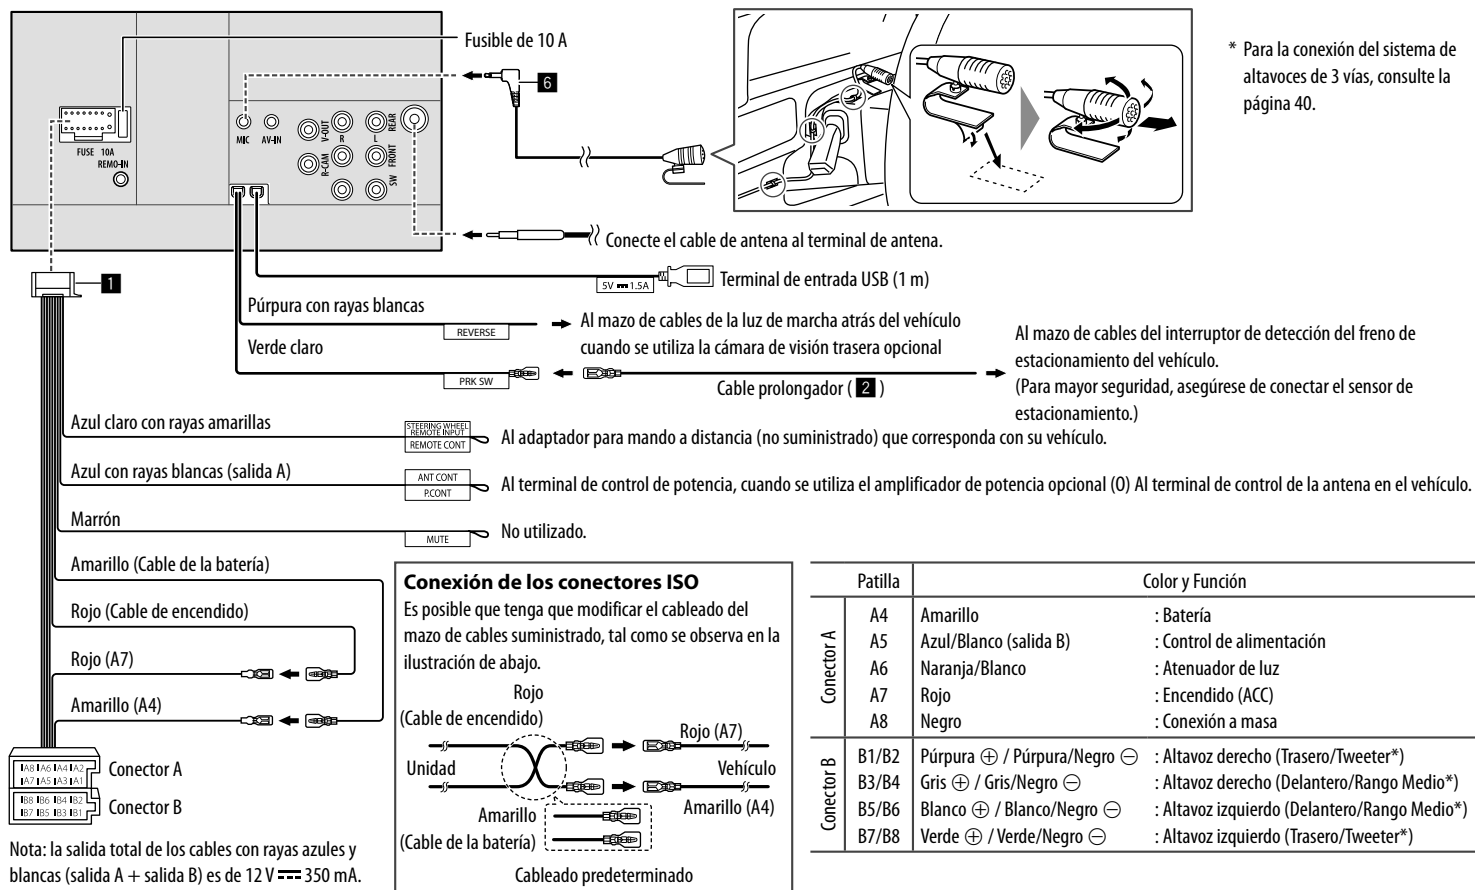 Fusible de 10 A
6
* Para la conexión del sistema de
altavoces de 3 vías, consulte la
página 40.
FUSE 10A
REMO-IN
MIC
AV-IN
V-OUT
R-CAM
R
L
REAR
FRONT
SW
Conecte el cable de antena al terminal de antena.
1
5V 1.5A
Terminal de entrada USB (1 m)
Púrpura con rayas blancas
REVERSE
Al mazo de cables de la luz de marcha atrás del vehículo
cuando se utiliza la cámara de visión trasera opcional
Verde claro
PRK SW
Cable prolongador ( 2 )
Al mazo de cables del interruptor de detección del freno de
estacionamiento del vehículo.
(Para mayor seguridad, asegúrese de conectar el sensor de
estacionamiento.)
Azul claro con rayas amarillas
STEERING WHEEL
REMOTE INPUT
REMOTE CONT
Al adaptador para mando a distancia (no suministrado) que corresponda con su vehículo.
Azul con rayas blancas (salida A)
ANT CONT
P.CONT
Al terminal de control de potencia, cuando se utiliza el amplificador de potencia opcional (O) Al terminal de control de la antena en el vehículo.
Marrón
MUTE
No utilizado.
Amarillo (Cable de la batería)
Rojo (Cable de encendido)
Rojo (A7)
Amarillo (A4)
A8 A6 A4 A2
A7 A5 A3 A1
Conector A
B8 B6 B4 B2
B7 B5 B3 B1
Conector B
Nota: la salida total de los cables con rayas azules y
blancas (salida A + salida B) es de 12 V 350 mA.
Conexión de los conectores ISO
Es posible que tenga que modificar el cableado del
mazo de cables suministrado, tal como se observa en la
ilustración de abajo.
Rojo
(Cable de encendido)
Rojo (A7)
Unidad
Vehículo
Amarillo
(Cable de la batería)
Amarillo (A4)
Cableado predeterminado
Patilla Color y Función
Conector A
A4 Amarillo : Batería
A5 Azul/Blanco (salida B) : Control de alimentación
A6 Naranja/Blanco : Atenuador de luz
A7 Rojo : Encendido (ACC)
A8 Negro : Conexión a masa
Conector B
B1/B2 Púrpura ⊕ / Púrpura/Negro ⊖ : Altavoz derecho (Trasero/Tweeter*)
B3/B4 Gris ⊕ / Gris/Negro ⊖ : Altavoz derecho (Delantero/Rango Medio*)
B5/B6 Blanco ⊕ / Blanco/Negro ⊖ : Altavoz izquierdo (Delantero/Rango Medio*)
B7/B8 Verde ⊕ / Verde/Negro ⊖ : Altavoz izquierdo (Trasero/Tweeter*)